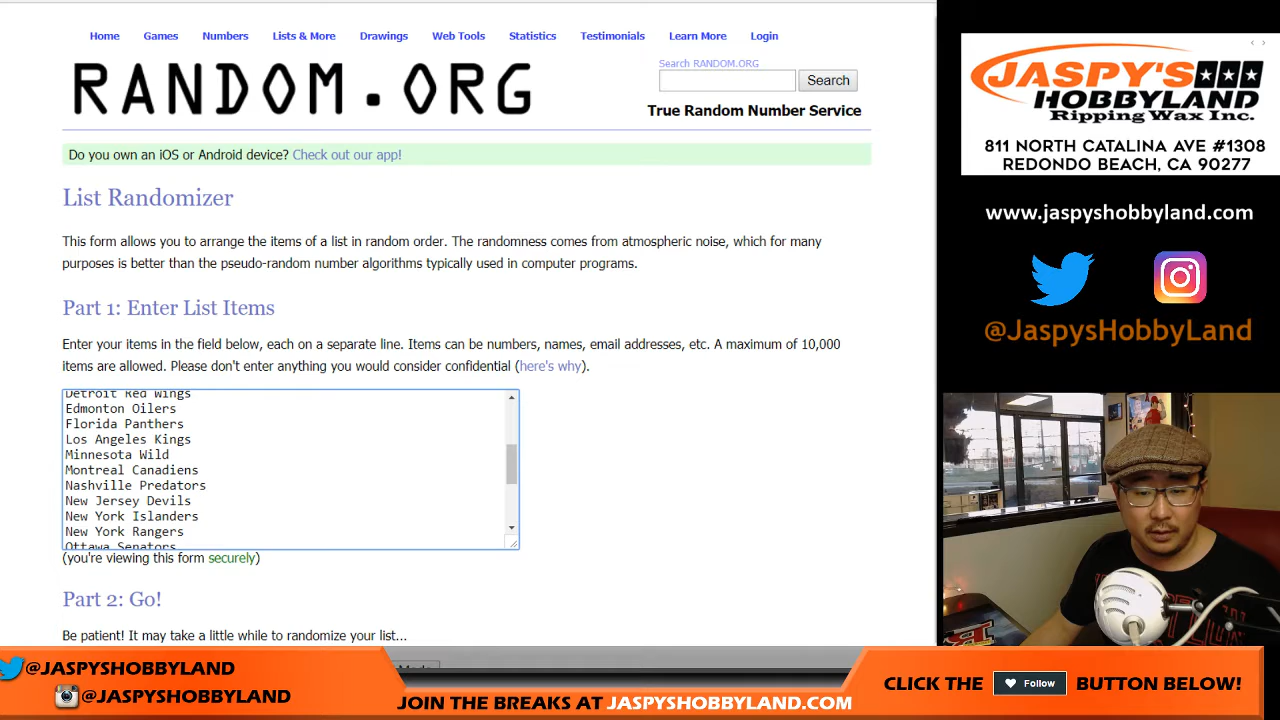 Home Games Numbers Lists & More Drawings Web Tools Statistics Testimonials Learn More Login
RANDOM.ORG
Search RANDOM.ORG
Search
True Random Number Service
Do you own an iOS or Android device? Check out our app!
List Randomizer
This form allows you to arrange the items of a list in random order. The randomness comes from atmospheric noise, which for many
purposes is better than the pseudo-random number algorithms typically used in computer programs.
Part 1: Enter List Items
Enter your items in the field below, each on a separate line. Items can be numbers, names, email addresses, etc. A maximum of 10,000
items are allowed. Please don't enter anything you would consider confidential (here's why).
Detroit Red Wings
Edmonton Oilers
Florida Panthers
Los Angeles Kings
Minnesota Wild
Montreal Canadiens
Nashville Predators
New Jersey Devils
New York Islanders
New York Rangers
Ottawa Senators
(you're viewing this form securely)
Part 2: Go!
Be patient! It may take a little while to randomize your list...
JASPY'S
HOBBYLAND
Ripping Wax Inc.
811 NORTH CATALINA AVE #1308
REDONDO BEACH, CA 90277
www.jaspyshobbyland.com
@JaspysHobbyLand
@JASPYSHOBBYLAND
@JASPYSHOBBYLAND
JOIN THE BREAKS AT JASPYSHOBBYLAND.COM
CLICK THE Follow BUTTON BELOW!